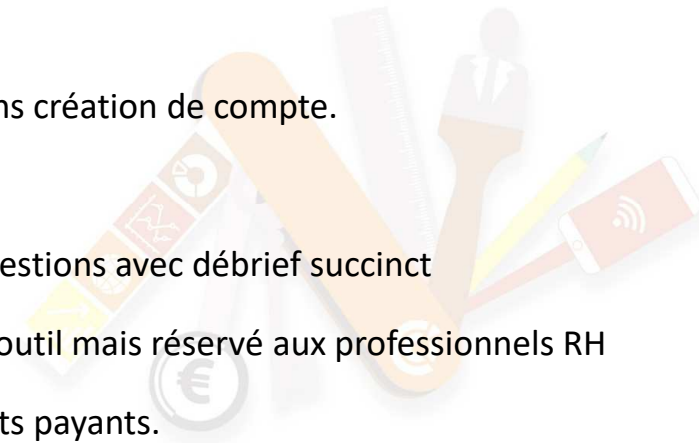 ns création de compte.
estions avec débrief succinct
outil mais réservé aux professionnels RH
ts payants.